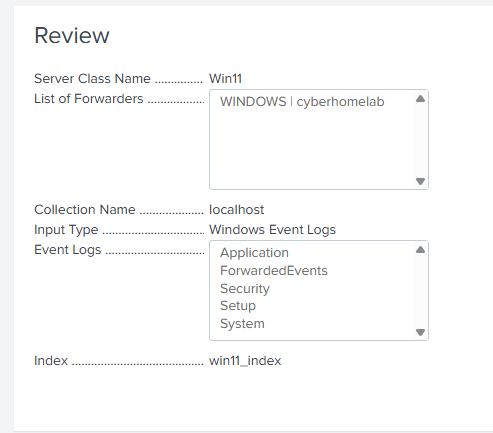 Review
Server Class Name ............... Win11
List of Forwarders .................. WINDOWS | cyberhomelab
Collection Name .................... localhost
Input Type ................................ Windows Event Logs
Event Logs ............................... Application
ForwardedEvents
Security
Setup
System
Index ........................................ win11_index